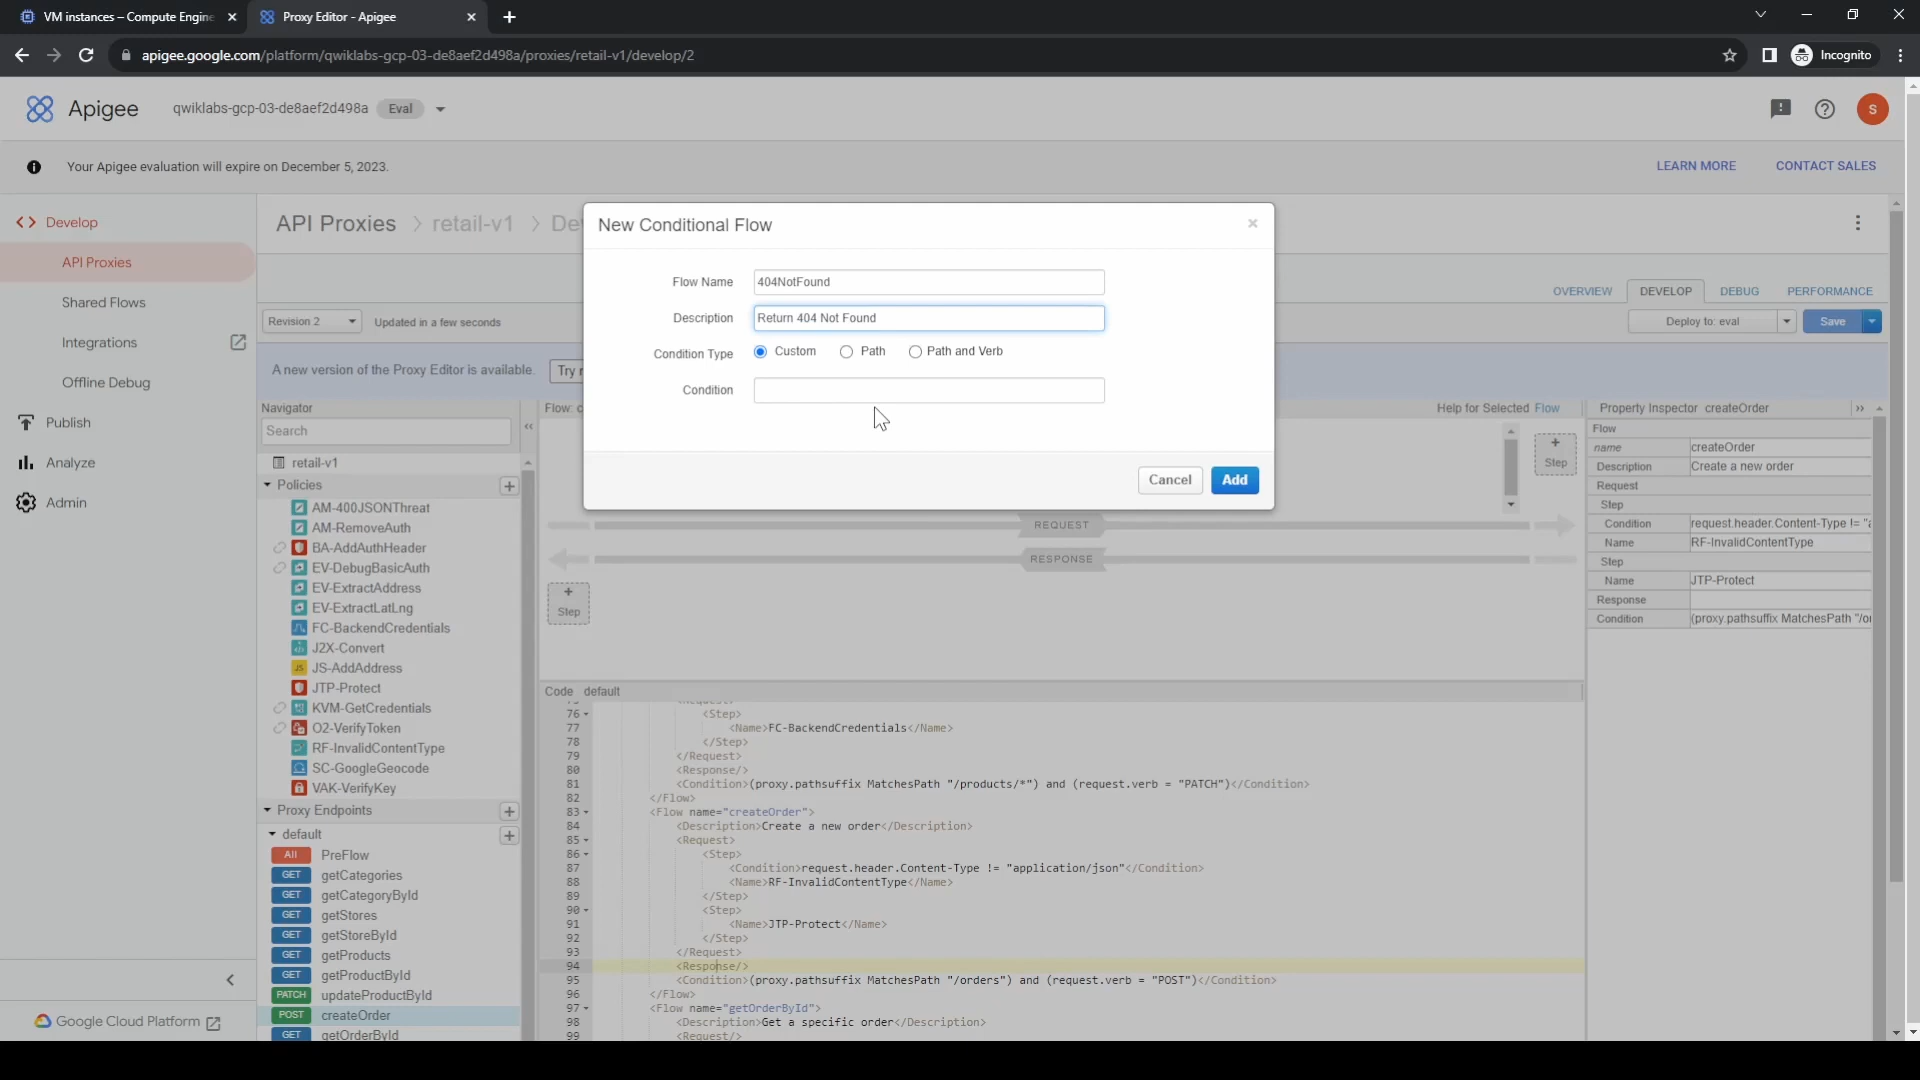 VM instances – Compute Engine
Proxy Editor - Apigee
apigee.google.com/platform/qwiklabs-gcp-03-de8aef2d498a/proxies/retail-v1/develop/2
Incognito
Apigee
qwiklabs-gcp-03-de8aef2d498a
Eval
S
Your Apigee evaluation will expire on December 5, 2023.
LEARN MORE
CONTACT SALES
Develop
API Proxies
Shared Flows
Integrations
Offline Debug
Publish
Analyze
Admin
Google Cloud Platform
API Proxies > retail-v1 >
OVERVIEW
DEVELOP
DEBUG
PERFORMANCE
Revision 2
Updated in a few seconds
Deploy to: eval
Save
A new version of the Proxy Editor is available.
New Conditional Flow
Flow Name
404NotFound
Description
Return 404 Not Found
Condition Type
Custom
Path
Path and Verb
Condition
Cancel
Add
Navigator
Search
retail-v1
Policies
AM-400JSONThreat
AM-RemoveAuth
BA-AddAuthHeader
EV-DebugBasicAuth
EV-ExtractAddress
EV-ExtractLatLng
FC-BackendCredentials
J2X-Convert
JS JS-AddAddress
JTP-Protect
KVM-GetCredentials
O2-VerifyToken
RF-InvalidContentType
SC-GoogleGeocode
VAK-VerifyKey
Proxy Endpoints
default
All PreFlow
GET getCategories
GET getCategoryById
GET getStores
GET getStoreById
GET getProducts
GET getProductById
PATCH updateProductById
POST createOrder
GET getOrderById
Flow:
Help for Selected Flow
+
Step
REQUEST
RESPONSE
+
Step
Code default
76 <Step>
77 <Name>FC-BackendCredentials</Name>
78 </Step>
79 </Request>
80 <Response/>
81 <Condition>(proxy.pathsuffix MatchesPath "/products/*") and (request.verb = "PATCH")</Condition>
82 </Flow>
83 <Flow name="createOrder">
84 <Description>Create a new order</Description>
85 <Request>
86 <Step>
87 <Condition>request.header.Content-Type != "application/json"</Condition>
88 <Name>RF-InvalidContentType</Name>
89 </Step>
90 <Step>
91 <Name>JTP-Protect</Name>
92 </Step>
93 </Request>
94 <Response/>
95 <Condition>(proxy.pathsuffix MatchesPath "/orders") and (request.verb = "POST")</Condition>
96 </Flow>
97 <Flow name="getOrderById">
98 <Description>Get a specific order</Description>
99 <Request/>
Property Inspector createOrder
Flow
name createOrder
Description Create a new order
Request
Step
Condition request.header.Content-Type !=
Name RF-InvalidContentType
Step
Name JTP-Protect
Response
Condition (proxy.pathsuffix MatchesPath